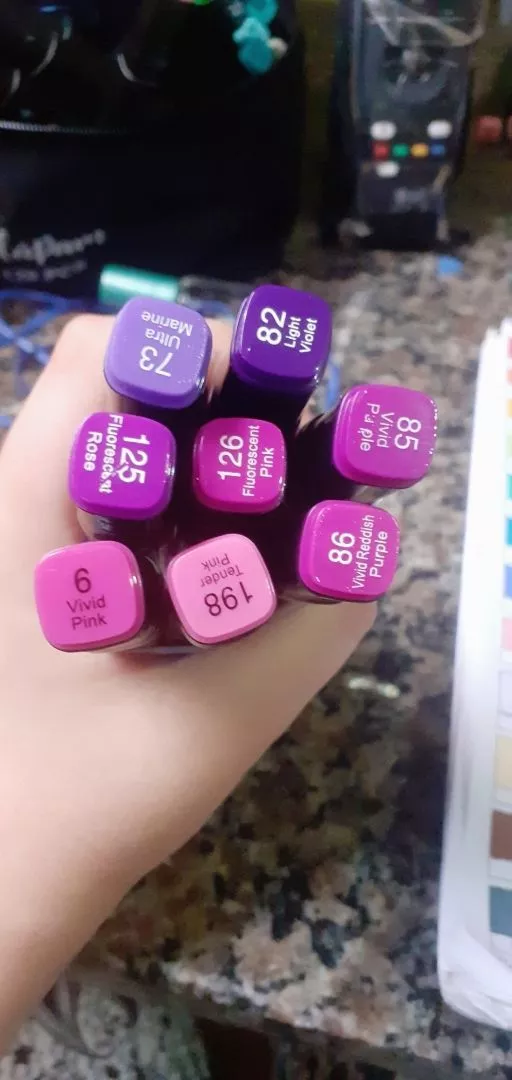 73
Ultra
Marine
82
Light
Violet
125
Fluorescent
Rose
126
Fluorescent
Pink
85
Vivid
Purple
6
Vivid
Pink
198
Tender
Pink
86
Vivid Reddish
Purple